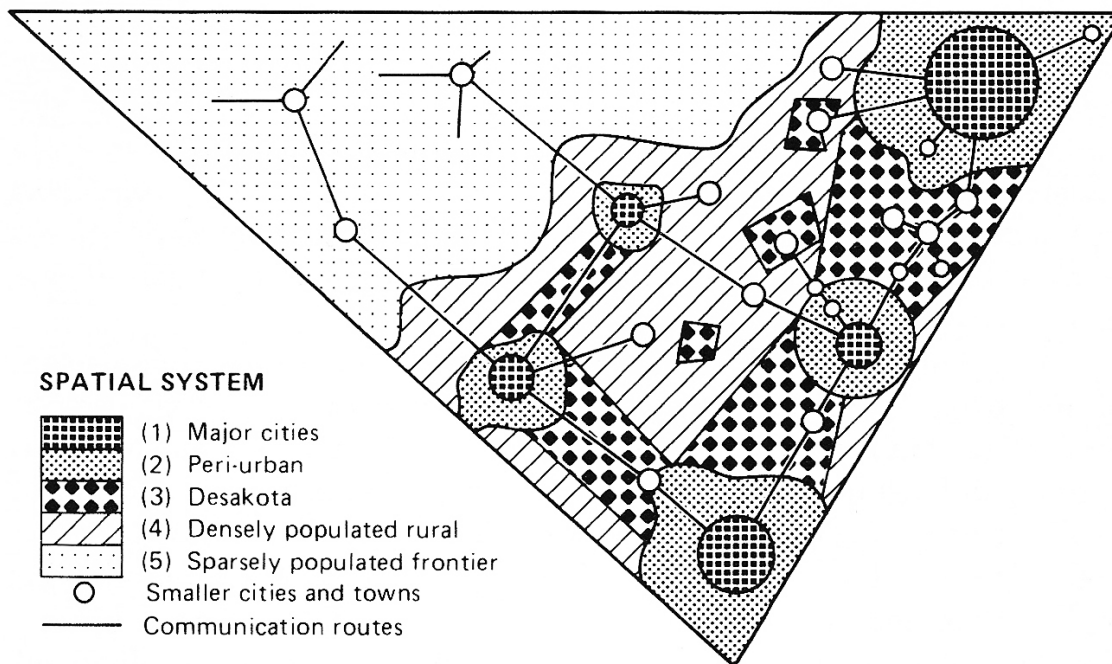 SPATIAL SYSTEM
(1) Major cities
(2) Peri-urban
(3) Desakota
(4) Densely populated rural
(5) Sparsely populated frontier
Smaller cities and towns
Communication routes